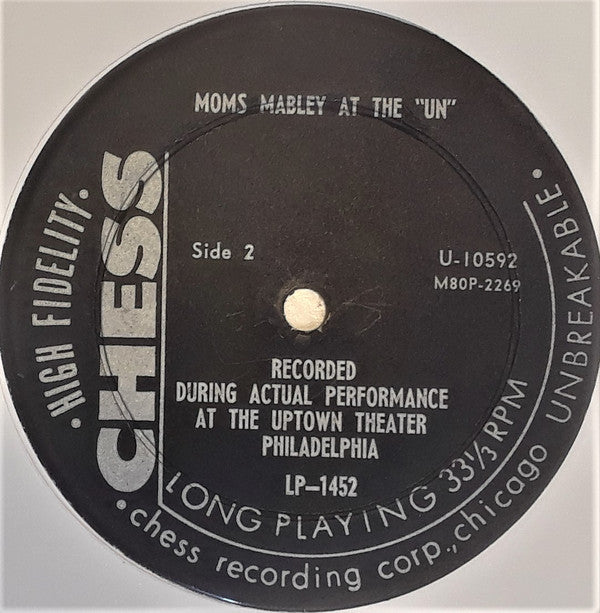 MOMS MABLEY AT THE "UN"
• HIGH FIDELITY •
CHESS
Side 2
U-10592
M80P-2269
RECORDED
DURING ACTUAL PERFORMANCE
AT THE UPTOWN THEATER
PHILADELPHIA
LP-1452
LONG PLAYING 33⅓ RPM
• chess recording corp., chicago UNBREAKABLE •